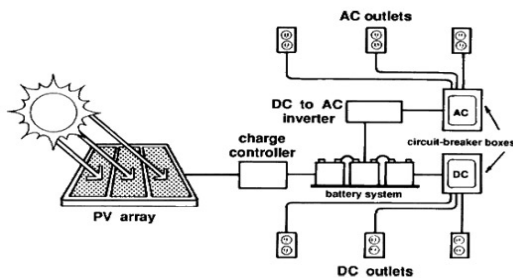 AC outlets
DC to AC
inverter
AC
charge
controller
circuit-breaker boxes
DC
battery system
PV array
DC outlets